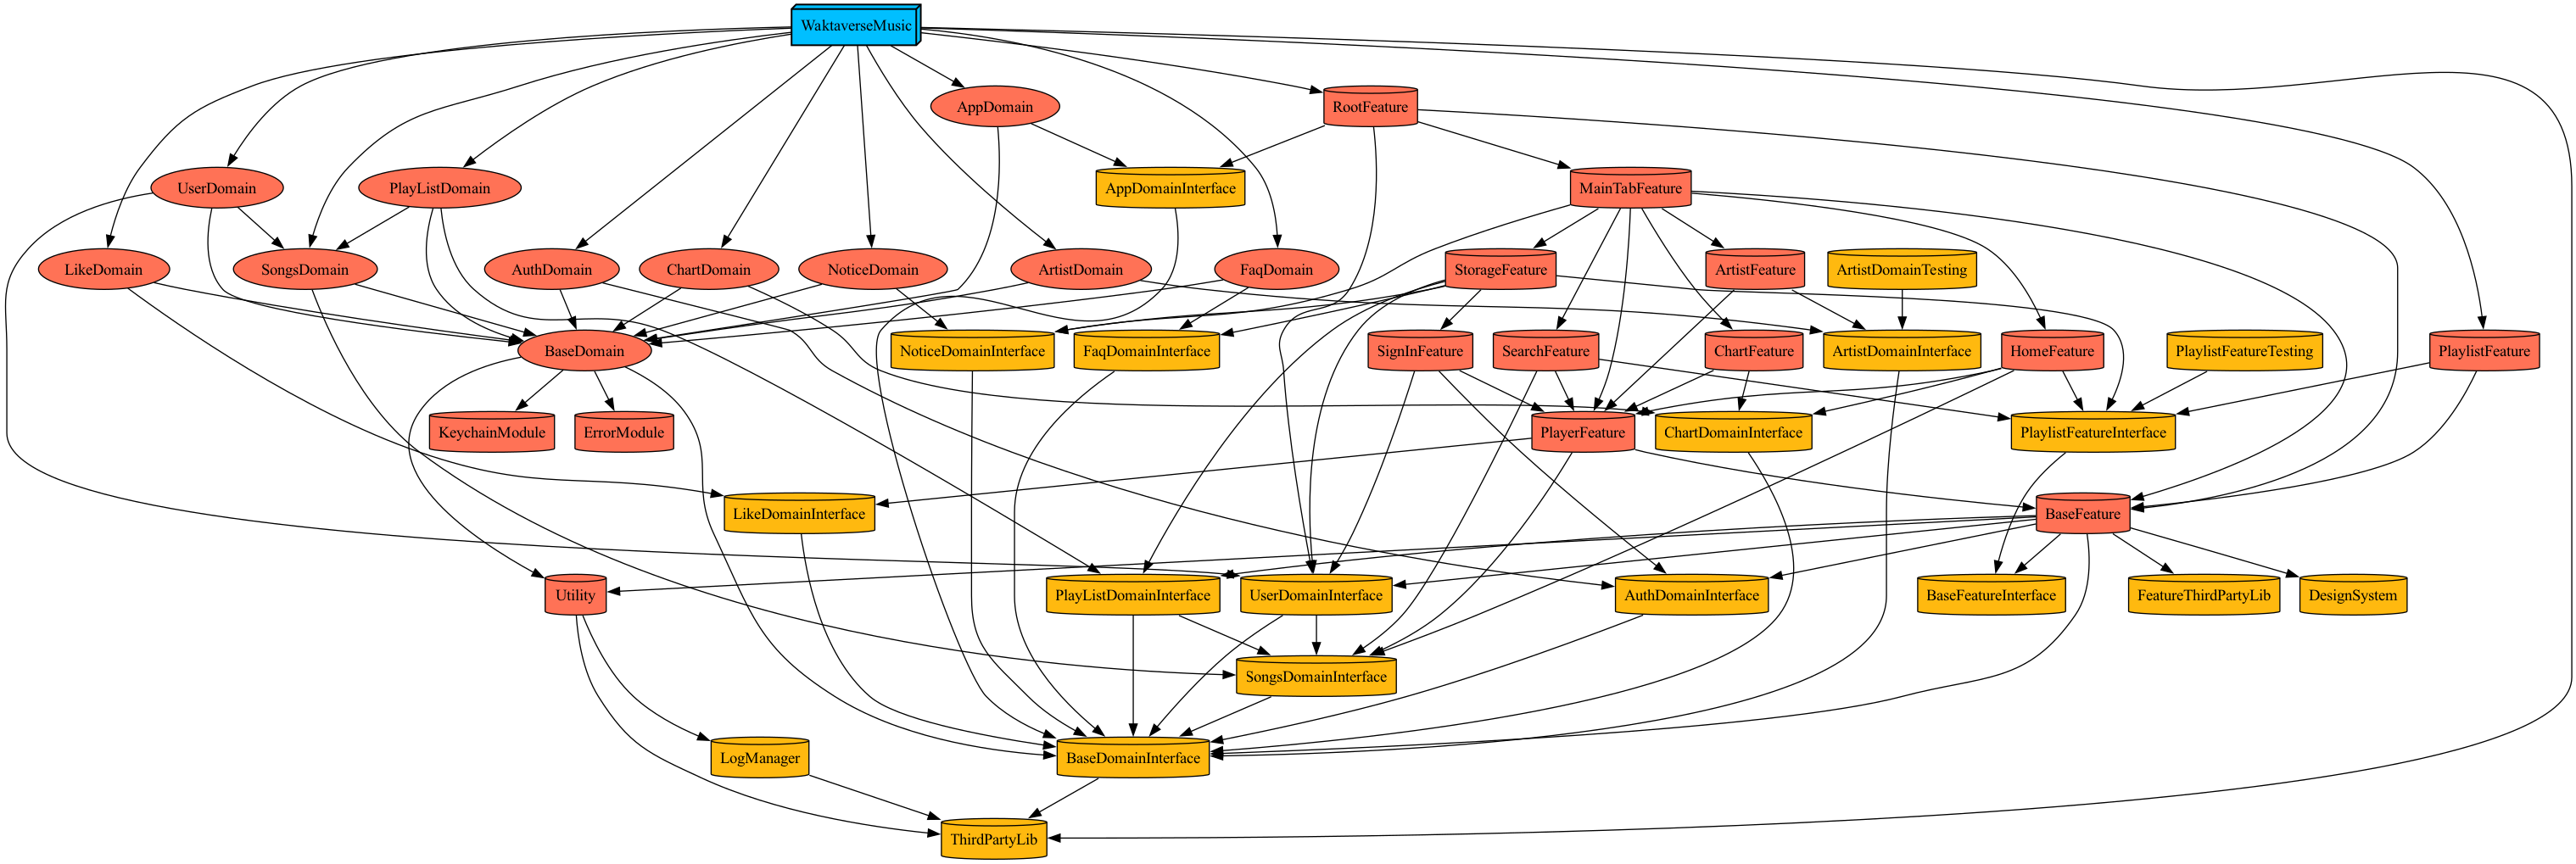 WaktaverseMusic
AppDomain
RootFeature
UserDomain
PlayListDomain
AppDomainInterface
MainTabFeature
LikeDomain
SongsDomain
AuthDomain
ChartDomain
NoticeDomain
ArtistDomain
FaqDomain
StorageFeature
ArtistFeature
ArtistDomainTesting
BaseDomain
NoticeDomainInterface
FaqDomainInterface
SignInFeature
SearchFeature
ChartFeature
ArtistDomainInterface
HomeFeature
PlaylistFeatureTesting
PlaylistFeature
KeychainModule
ErrorModule
PlayerFeature
ChartDomainInterface
PlaylistFeatureInterface
LikeDomainInterface
BaseFeature
Utility
PlayListDomainInterface
UserDomainInterface
AuthDomainInterface
BaseFeatureInterface
FeatureThirdPartyLib
DesignSystem
SongsDomainInterface
LogManager
BaseDomainInterface
ThirdPartyLib